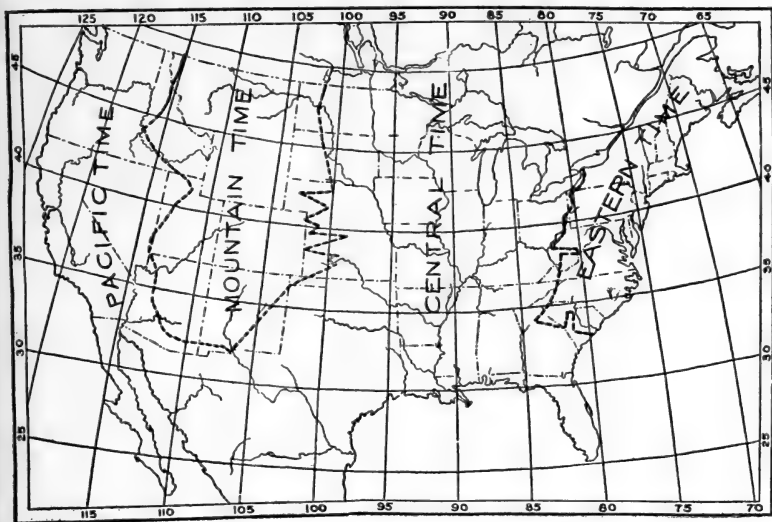 125 120 115 110 105 100 95 90 85 80 75 70 65
45
40
35
30
25
PACIFIC TIME
MOUNTAIN TIME
CENTRAL TIME
EASTERN TIME
45
40
35
30
25
115 110 105 100 95 90 85 80 75 70